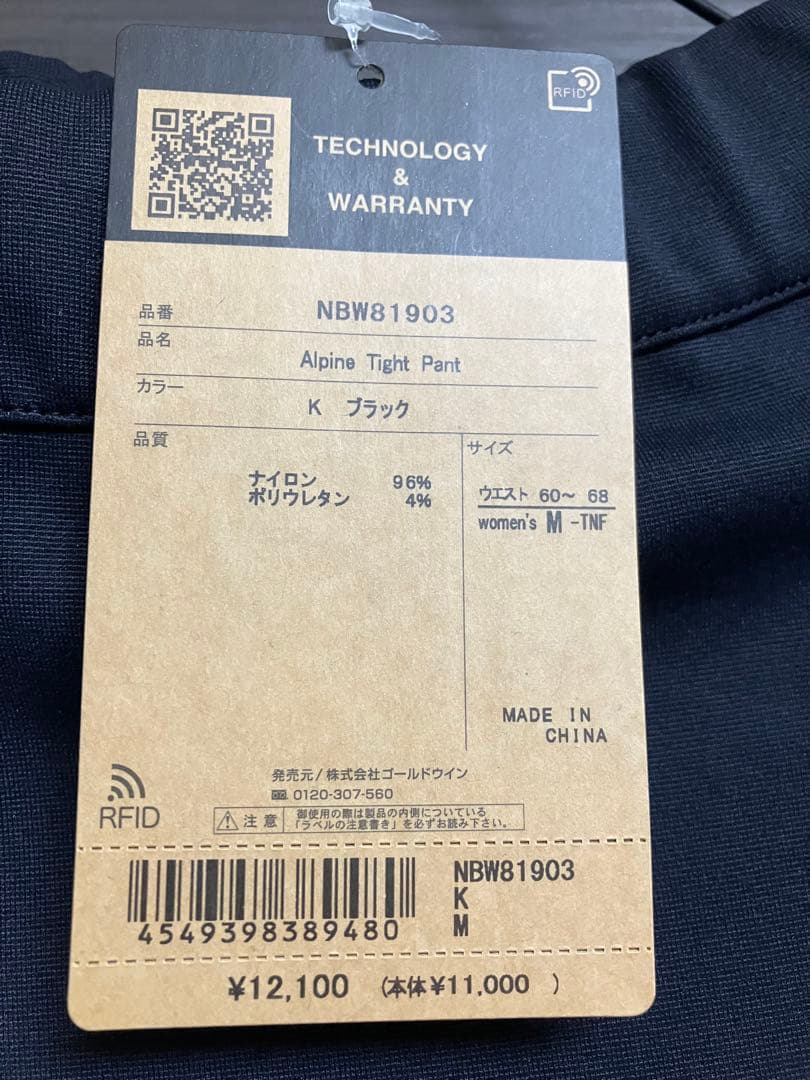 RFID
TECHNOLOGY
&
WARRANTY
品番 NBW81903
品名 Alpine Tight Pant
カラー K ブラック
品質
ナイロン 96%
ポリウレタン 4%
サイズ
ウエスト 60〜 68
women's M -TNF
MADE IN
CHINA
RFID
発売元/株式会社ゴールドウイン
0120-307-560
注意 御使用の際は製品の内側についている
「ラベルの注意書き」を必ずお読み下さい。
4549398389480
NBW81903
K
M
¥12,100 (本体¥11,000 )